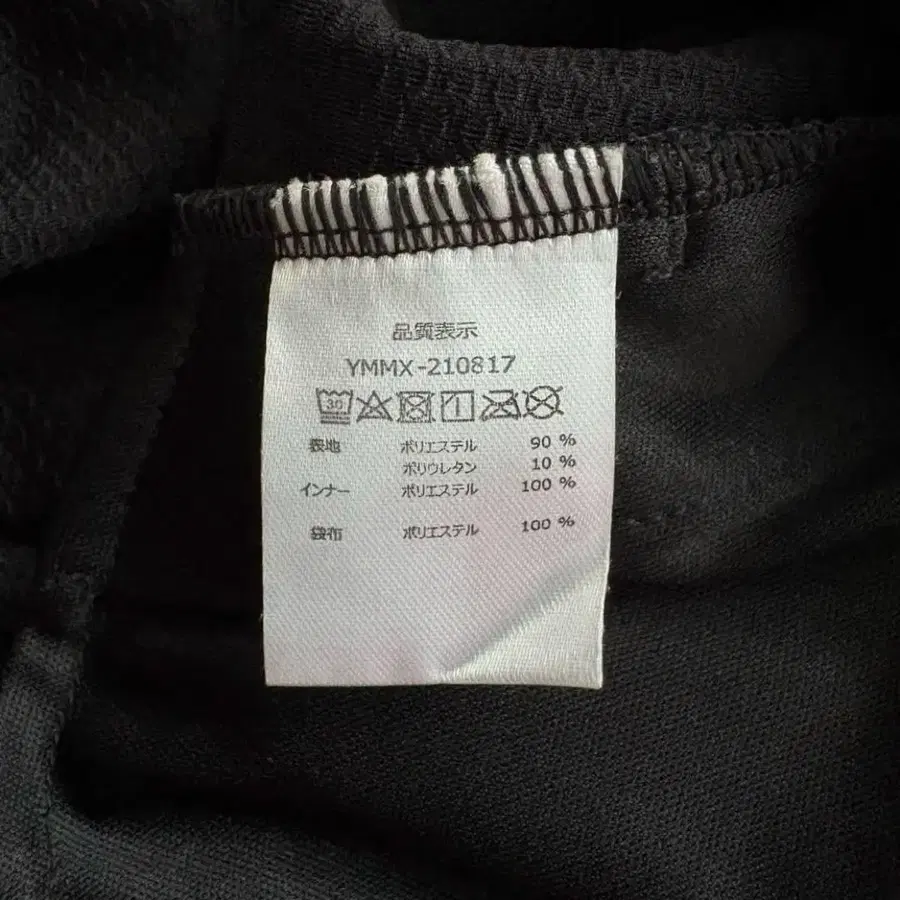 品質表示
YMMX-210817
30
表地 ポリエステル 90 %
ポリウレタン 10 %
インナー ポリエステル 100 %
袋布 ポリエステル 100 %